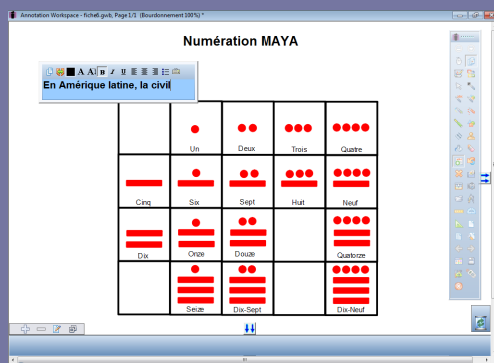 Annotation Workspace - fiche6.gwb, Page 1/1 (Bourdonnement 100%) *
Numération MAYA
En Amérique latine, la civil
Un Deux Trois Quatre
Cinq Six Sept Huit Neuf
Dix Onze Douze Quatorze
Seize Dix-Sept Dix-Neuf